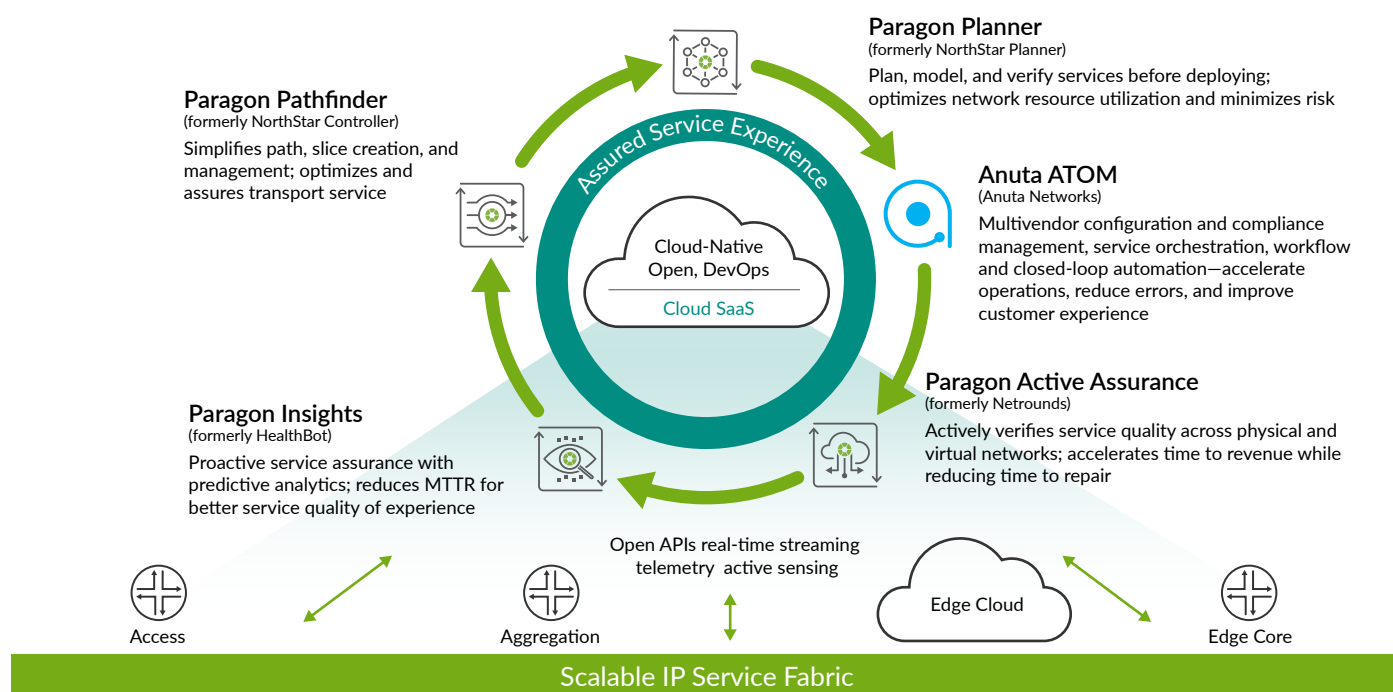 Paragon Planner
(formerly NorthStar Planner)
Plan, model, and verify services before deploying;
optimizes network resource utilization and minimizes risk
Paragon Pathfinder
(formerly NorthStar Controller)
Simplifies path, slice creation, and
management; optimizes and
assures transport service
Assured Service Experience
Anuta ATOM
(Anuta Networks)
Multivendor configuration and compliance
management, service orchestration, workflow
and closed-loop automation—accelerate
operations, reduce errors, and improve
customer experience
Cloud-Native
Open, DevOps
Cloud SaaS
Paragon Active Assurance
(formerly Netrounds)
Actively verifies service quality across physical and
virtual networks; accelerates time to revenue while
reducing time to repair
Paragon Insights
(formerly HealthBot)
Proactive service assurance with
predictive analytics; reduces MTTR for
better service quality of experience
Open APIs real-time streaming
telemetry active sensing
Edge Cloud
Access
Aggregation
Edge Core
Scalable IP Service Fabric